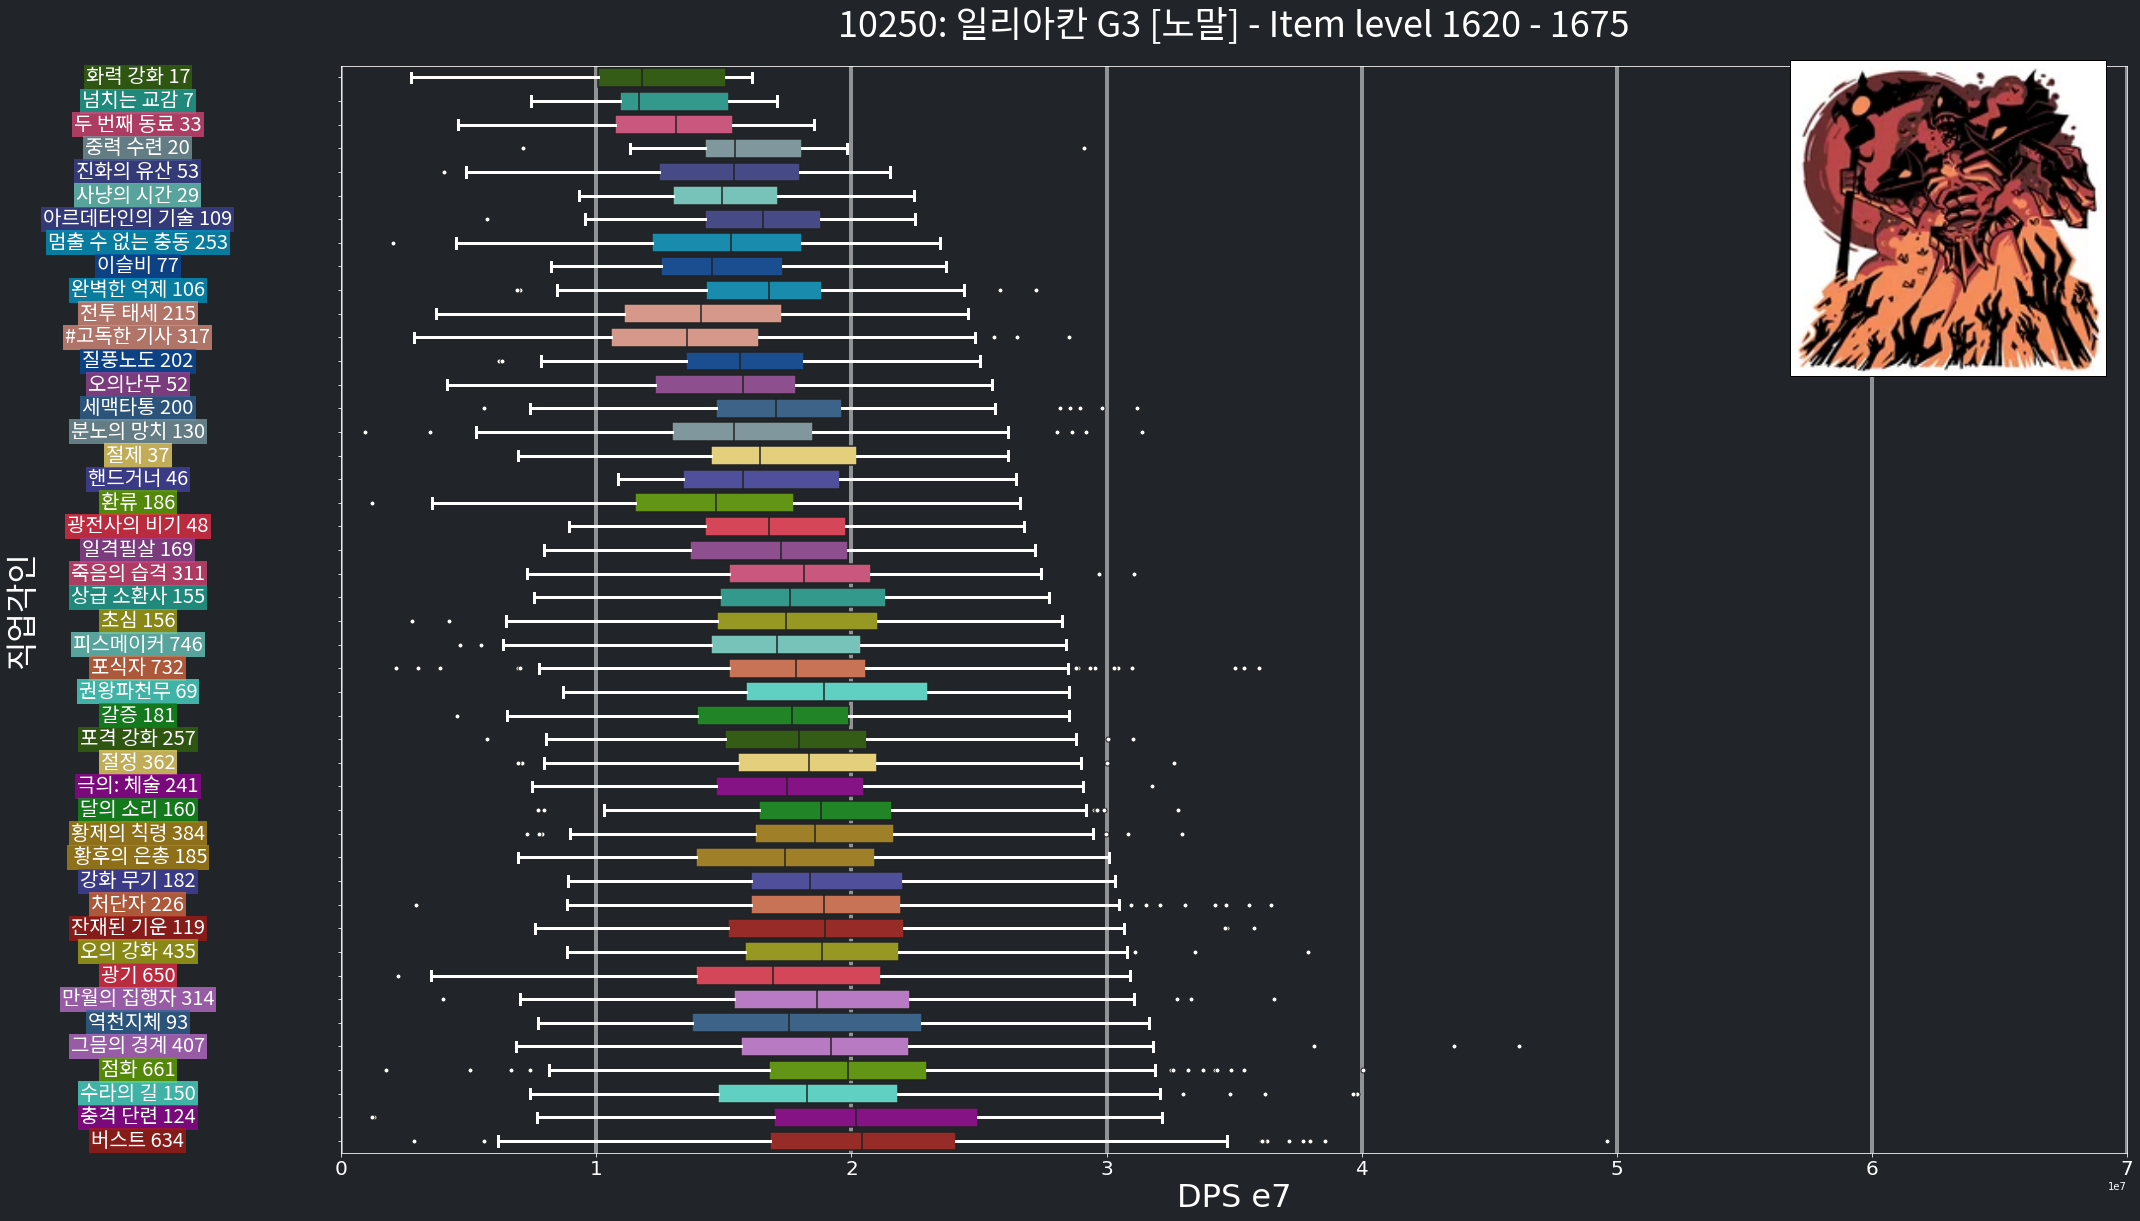 10250: 일리아칸 G3 [노말] - Item level 1620 - 1675
화력 강화 17
넘치는 교감 7
두 번째 동료 33
중력 수련 20
진화의 유산 53
사냥의 시간 29
아르데타인의 기술 109
멈출 수 없는 충동 253
이슬비 77
완벽한 억제 106
전투 태세 215
#고독한 기사 317
질풍노도 202
오의난무 52
세맥타통 200
분노의 망치 130
절제 37
핸드거너 46
환류 186
광전사의 비기 48
일격필살 169
죽음의 습격 311
상급 소환사 155
초심 156
피스메이커 746
포식자 732
권왕파천무 69
갈증 181
포격 강화 257
절정 362
극의: 체술 241
달의 소리 160
황제의 칙령 384
황후의 은총 185
강화 무기 182
처단자 226
잔재된 기운 119
오의 강화 435
광기 650
만월의 집행자 314
역천지체 93
그믐의 경계 407
점화 661
수라의 길 150
충격 단련 124
버스트 634
직업각인
0 1 2 3 4 5 6 7
1e7
DPS e7